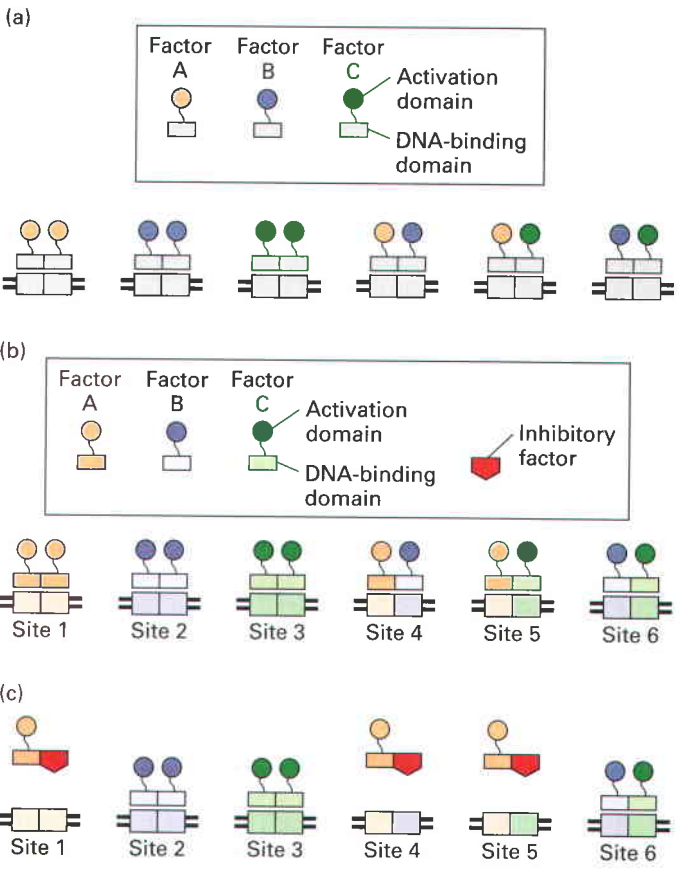 (a)
Factor
A
Factor
B
Factor
C
Activation
domain
DNA-binding
domain
(b)
Factor
A
Factor
B
Factor
C
Activation
domain
DNA-binding
domain
Inhibitory
factor
Site 1
Site 2
Site 3
Site 4
Site 5
Site 6
(c)
Site 1
Site 2
Site 3
Site 4
Site 5
Site 6